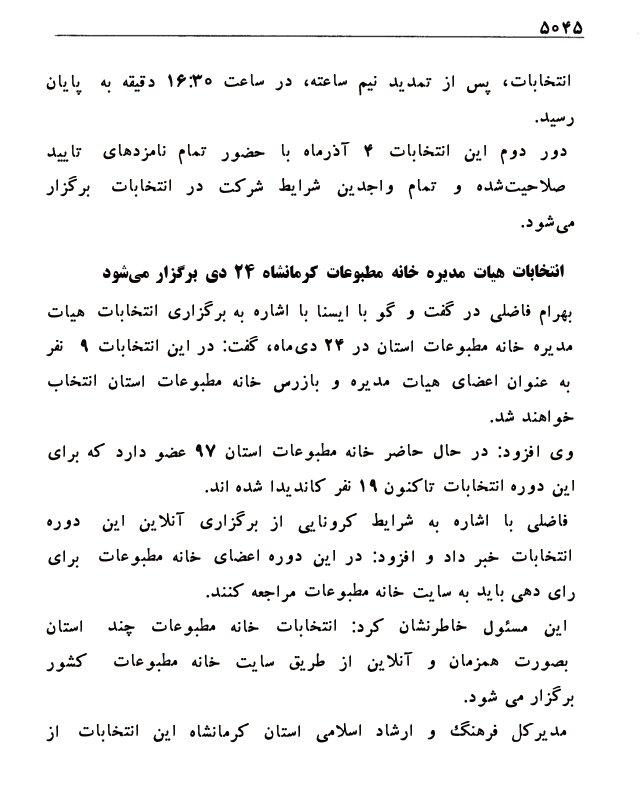 ۵۰۴۵
انتخابات، پس از تمدید نیم ساعته، در ساعت ۱۶:۳۰ دقیقه به پایان
رسید.
دور دوم این انتخابات ۴ آذرماه با حضور تمام نامزدهای تایید
صلاحیت‌شده و تمام واجدین شرایط شرکت در انتخابات برگزار
می‌شود.
انتخابات هیات مدیره خانه مطبوعات کرمانشاه ۲۴ دی برگزار می‌شود
بهرام فاضلی در گفت و گو با ایسنا با اشاره به برگزاری انتخابات هیات
مدیره خانه مطبوعات استان در ۲۴ دی‌ماه، گفت: در این انتخابات ۹ نفر
به عنوان اعضای هیات مدیره و بازرس خانه مطبوعات استان انتخاب
خواهند شد.
وی افزود: در حال حاضر خانه مطبوعات استان ۹۷ عضو دارد که برای
این دوره انتخابات تاکنون ۱۹ نفر کاندیدا شده اند.
فاضلی با اشاره به شرایط کرونایی از برگزاری آنلاین این دوره
انتخابات خبر داد و افزود: در این دوره اعضای خانه مطبوعات برای
رای دهی باید به سایت خانه مطبوعات مراجعه کنند.
این مسئول خاطرنشان کرد: انتخابات خانه مطبوعات چند استان
بصورت همزمان و آنلاین از طریق سایت خانه مطبوعات کشور
برگزار می شود.
مدیرکل فرهنگ و ارشاد اسلامی استان کرمانشاه این انتخابات از